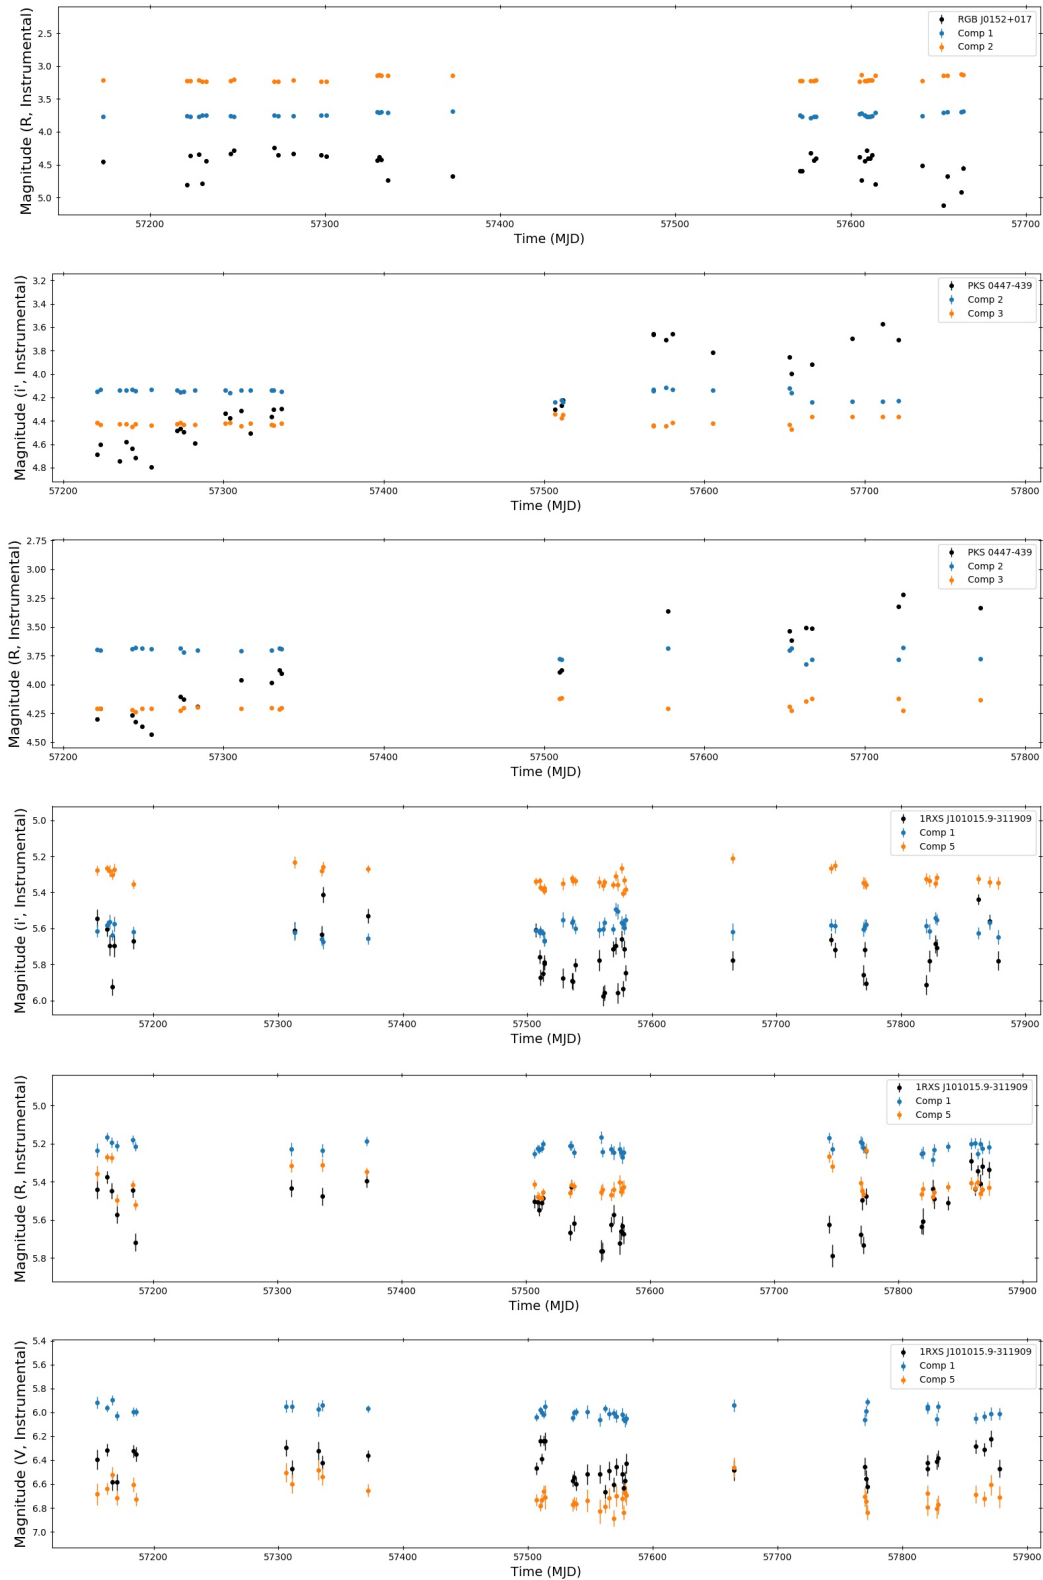 RGB J0152+017
Comp 1
Comp 2
2.5
3.0
3.5
4.0
4.5
5.0
Magnitude (R, Instrumental)
57200 57300 57400 57500 57600 57700
Time (MJD)
PKS 0447-439
Comp 2
Comp 3
3.2
3.4
3.6
3.8
4.0
4.2
4.4
4.6
4.8
Magnitude (i', Instrumental)
57200 57300 57400 57500 57600 57700 57800
Time (MJD)
PKS 0447-439
Comp 2
Comp 3
2.75
3.00
3.25
3.50
3.75
4.00
4.25
4.50
Magnitude (R, Instrumental)
57200 57300 57400 57500 57600 57700 57800
Time (MJD)
1RXS J101015.9-311909
Comp 1
Comp 5
5.0
5.2
5.4
5.6
5.8
6.0
Magnitude (i', Instrumental)
57200 57300 57400 57500 57600 57700 57800 57900
Time (MJD)
1RXS J101015.9-311909
Comp 1
Comp 5
5.0
5.2
5.4
5.6
5.8
Magnitude (R, Instrumental)
57200 57300 57400 57500 57600 57700 57800 57900
Time (MJD)
1RXS J101015.9-311909
Comp 1
Comp 5
5.4
5.6
5.8
6.0
6.2
6.4
6.6
6.8
7.0
Magnitude (V, Instrumental)
57200 57300 57400 57500 57600 57700 57800 57900
Time (MJD)